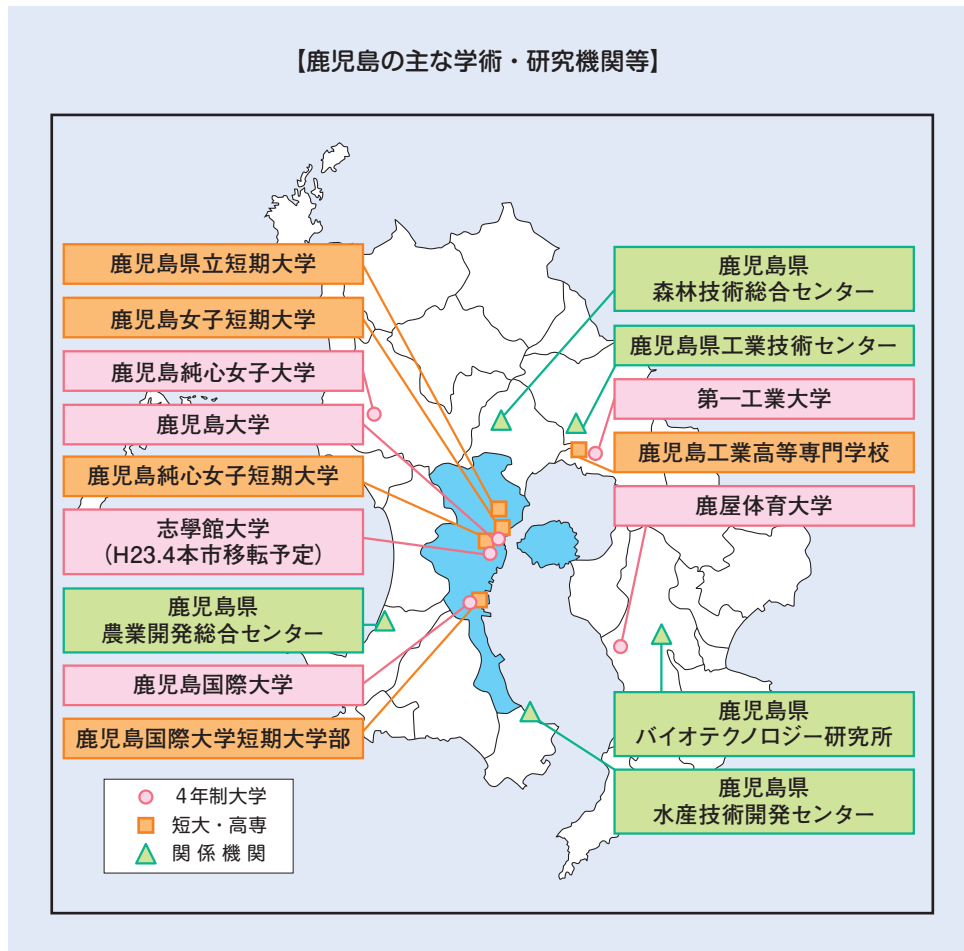 【鹿児島の主な学術・研究機関等】
鹿児島県立短期大学
鹿児島女子短期大学
鹿児島純心女子大学
鹿児島大学
鹿児島純心女子短期大学
志學館大学
(H23.4本市移転予定)
鹿児島県
農業開発総合センター
鹿児島国際大学
鹿児島国際大学短期大学部
鹿児島県
森林技術総合センター
鹿児島県工業技術センター
第一工業大学
鹿児島工業高等専門学校
鹿屋体育大学
鹿児島県
バイオテクノロジー研究所
鹿児島県
水産技術開発センター
4年制大学
短大・高専
関係機関